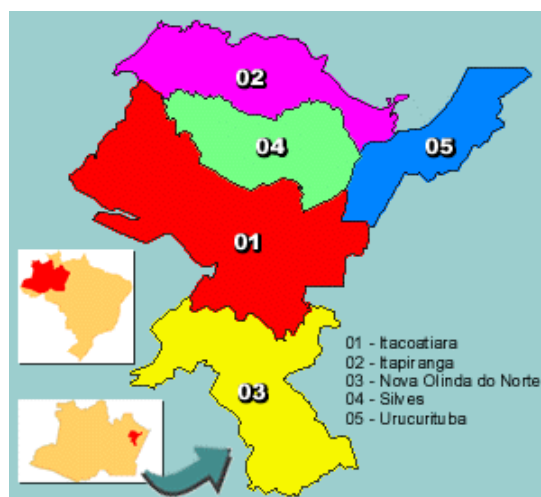 02
04
05
01
03
01 - Itacoatiara
02 - Itapiranga
03 - Nova Olinda do Norte
04 - Silves
05 - Urucurituba